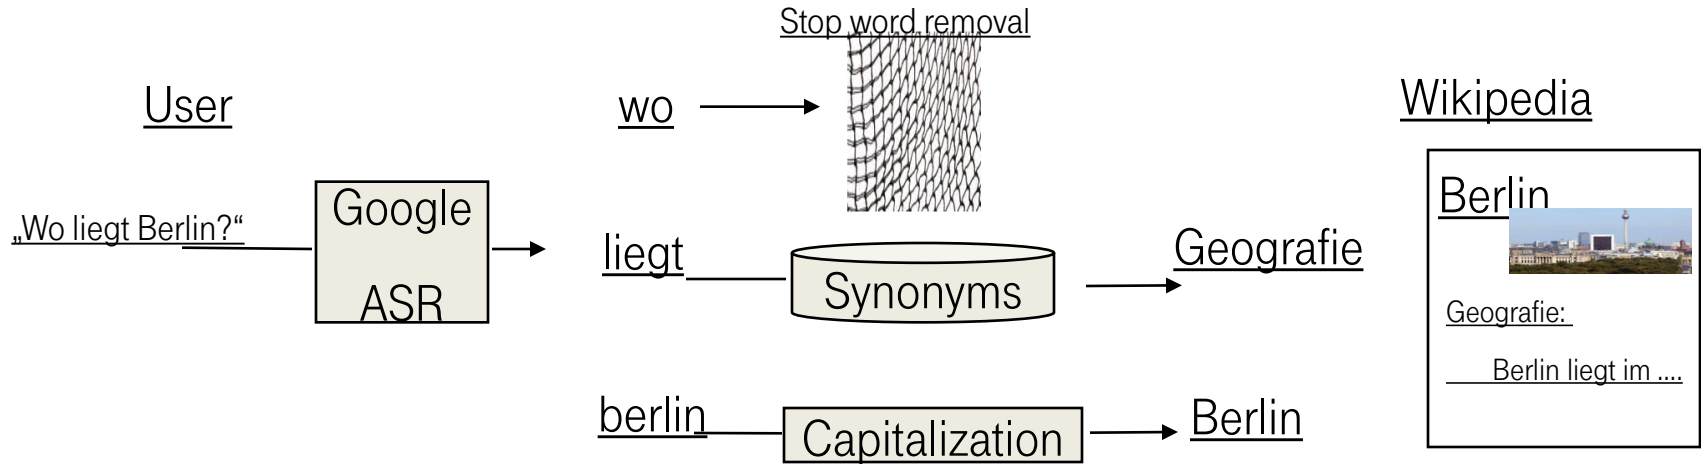 Stop word removal
User
wo
Wikipedia
„Wo liegt Berlin?“
Google
ASR
liegt
Synonyms
Geografie
berlin
Capitalization
Berlin
Berlin
Geografie:
Berlin liegt im ....